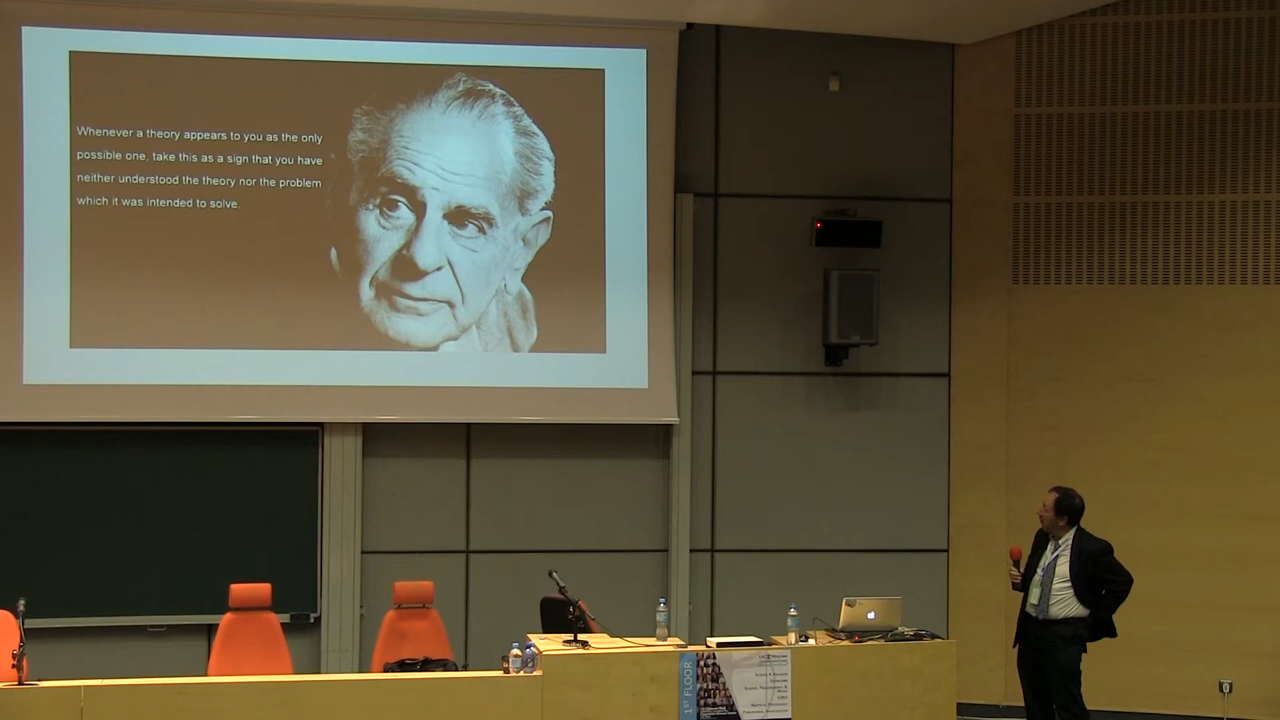 Whenever a theory appears to you as the only
possible one, take this as a sign that you have
neither understood the theory nor the problem
which it was intended to solve.
1ST FLOOR